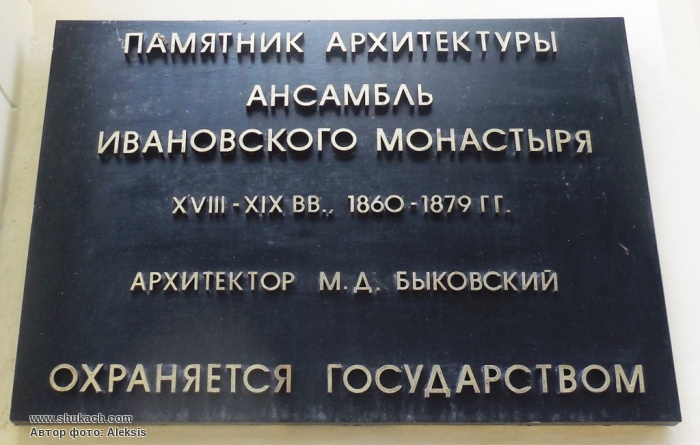 ПАМЯТНИК АРХИТЕКТУРЫ
АНСАМБЛЬ
ИВАНОВСКОГО МОНАСТЫРЯ
XVIII - XIX ВВ., 1860 - 1879 ГГ.
АРХИТЕКТОР М. Д. БЫКОВСКИЙ
ОХРАНЯЕТСЯ ГОСУДАРСТВОМ
www.shukach.com
Автор фото: Aleksis